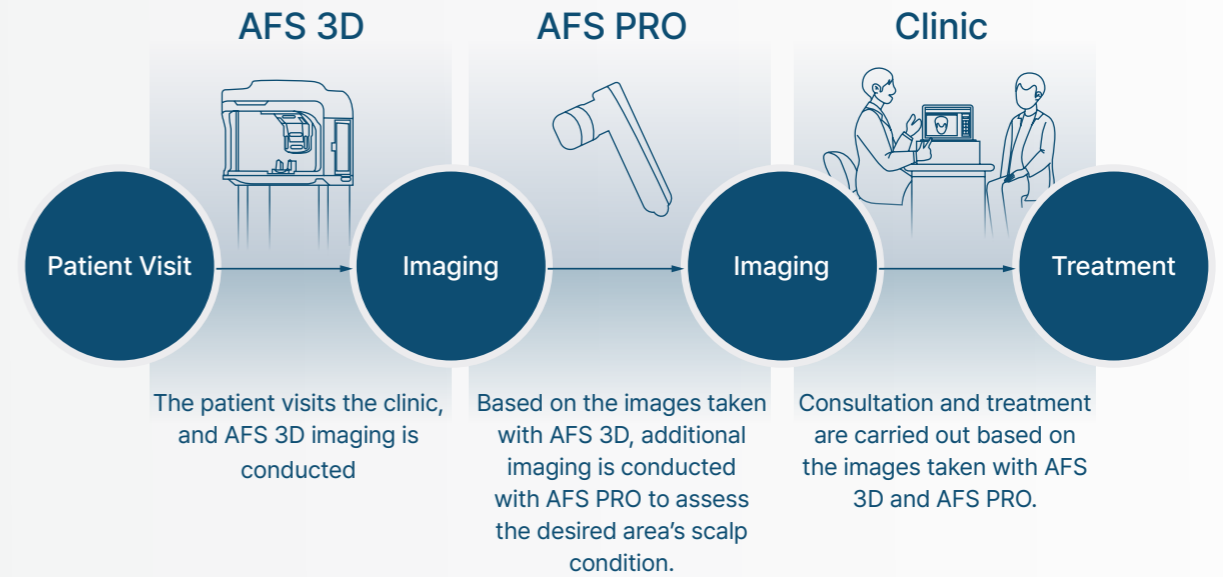 AFS 3D
AFS PRO
Clinic
Patient Visit
Imaging
Imaging
Treatment
The patient visits the clinic,
and AFS 3D imaging is
conducted
Based on the images taken
with AFS 3D, additional
imaging is conducted
with AFS PRO to assess
the desired area's scalp
condition.
Consultation and treatment
are carried out based on
the images taken with AFS
3D and AFS PRO.